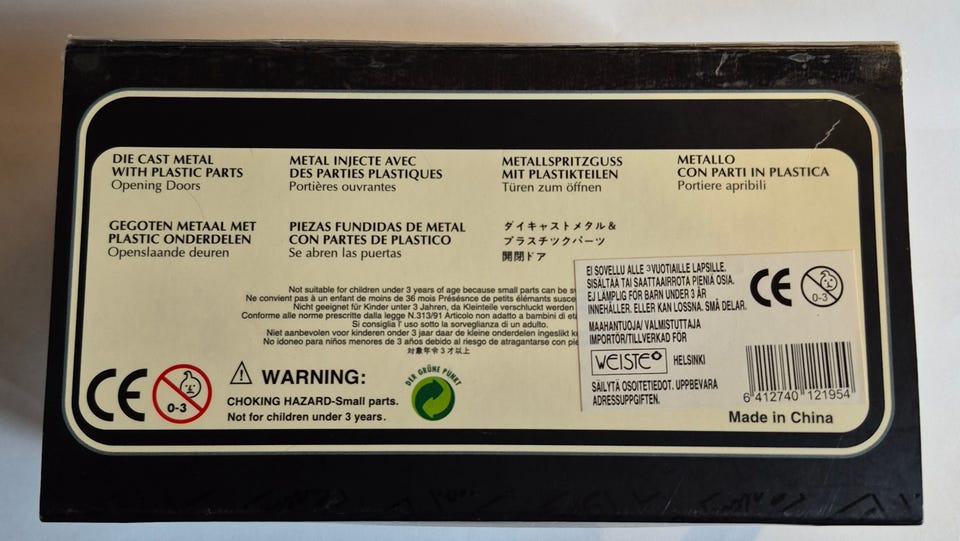 DIE CAST METAL
WITH PLASTIC PARTS
Opening Doors
METAL INJECTE AVEC
DES PARTIES PLASTIQUES
Portières ouvrantes
METALLSPRITZGUSS
MIT PLASTIKTEILEN
Türen zum öffnen
METALLO
CON PARTI IN PLASTICA
Portiere apribili
GEGOTEN METAAL MET
PLASTIC ONDERDELEN
Openslaande deuren
PIEZAS FUNDIDAS DE METAL
CON PARTES DE PLASTICO
Se abren las puertas
ダイキャストメタル&
プラスチックパーツ
開閉ドア
Not suitable for children under 3 years of age because small parts can be
Ne convient pas à un enfant de moins de 36 mois Présésnce de petits élémants
Nicht geeignet für Kinder unter 3 Jahren, da Kleinteile verschluckt werden
Conforme alle norme prescritte dalla legge N.313/91 Articole non adatto a bambini di
Si consiglia l' uso sotto la sorveglianza di un adulto.
Niet aanbevolen voor kinderen onder 3 jaar daar de kleine onderdelen
No idoneo para niños menores de 3 años debido al riesgo de atragantarse con
対象年令3才以上
CE
0-3
WARNING:
CHOKING HAZARD-Small parts.
Not for children under 3 years.
DER GRÜNE PUNKT
EI SOVELLU ALLE 3VUOTIAILLE LAPSILLE.
SISÄLTÄÄ TAI SAATTAAIRROTA PIENIÄ OSIA.
EJ LÄMPLIG FÖR BARN UNDER 3 ÅR
INNEHÅLLER. ELLER KAN LOSSNA. SMÅ DELAR.
CE
0-3
MAAHANTUOJA/ VALMISTUTTAJA
IMPORTÖR/TILLVERKAD FÖR
WEISTE HELSINKI
SÄILYTÄ OSOITETIEDOT. UPPBEVARA
ADRESSUPPGIFTEN.
6 412740 121954
Made in China